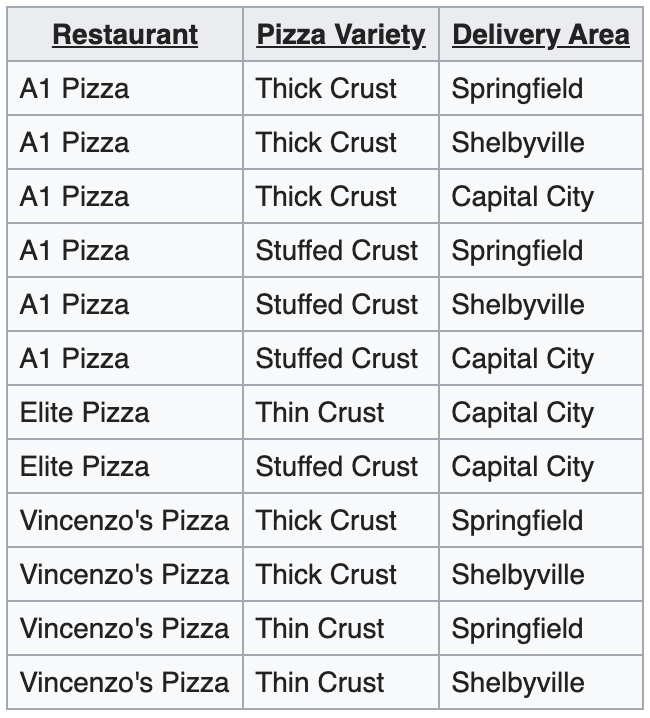 Restaurant Pizza Variety Delivery Area
A1 Pizza Thick Crust Springfield
A1 Pizza Thick Crust Shelbyville
A1 Pizza Thick Crust Capital City
A1 Pizza Stuffed Crust Springfield
A1 Pizza Stuffed Crust Shelbyville
A1 Pizza Stuffed Crust Capital City
Elite Pizza Thin Crust Capital City
Elite Pizza Stuffed Crust Capital City
Vincenzo's Pizza Thick Crust Springfield
Vincenzo's Pizza Thick Crust Shelbyville
Vincenzo's Pizza Thin Crust Springfield
Vincenzo's Pizza Thin Crust Shelbyville